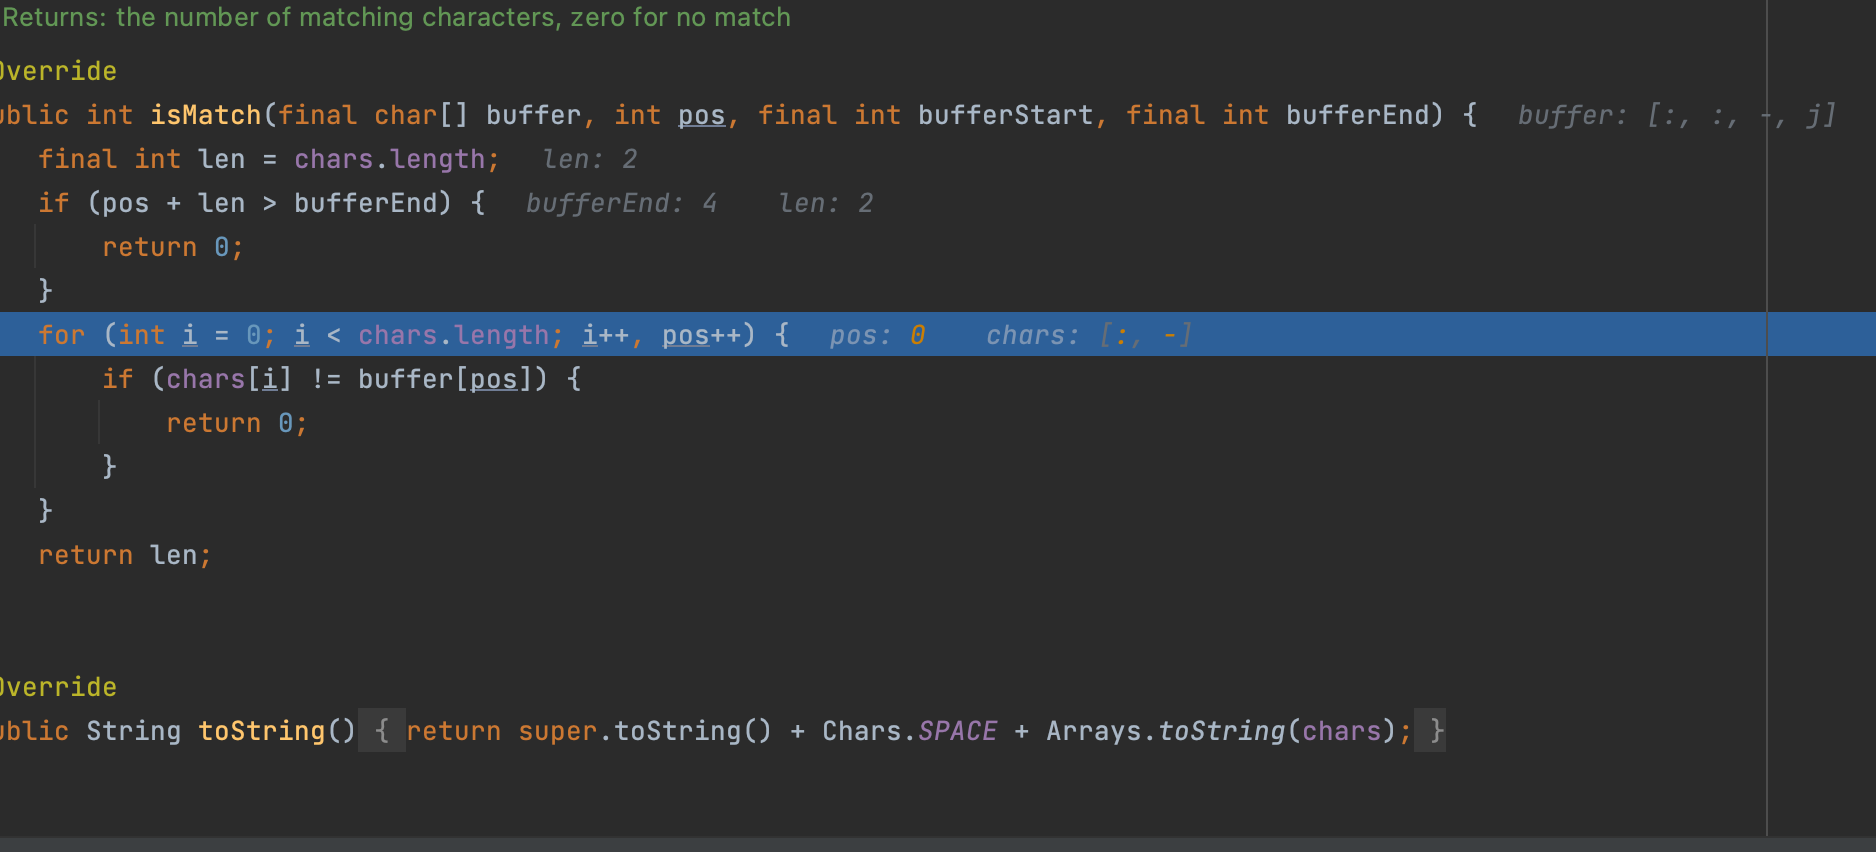 Returns: the number of matching characters, zero for no match
Override
ublic int isMatch(final char[] buffer, int pos, final int bufferStart, final int bufferEnd) {   buffer: [:, :, -, j]
final int len = chars.length;   len: 2
if (pos + len > bufferEnd) {   bufferEnd: 4   len: 2
return 0;
}
for (int i = 0; i < chars.length; i++, pos++) {   pos: 0   chars: [:, -]
if (chars[i] != buffer[pos]) {
return 0;
}
}
return len;
Override
ublic String toString() { return super.toString() + Chars.SPACE + Arrays.toString(chars); }